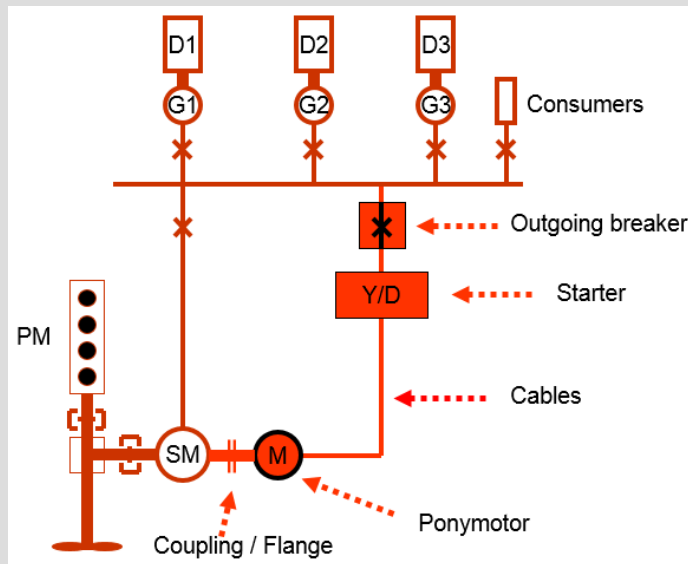 D1
D2
D3
G1
G2
G3
Consumers
Outgoing breaker
Y/D
Starter
PM
Cables
SM
M
Ponymotor
Coupling / Flange